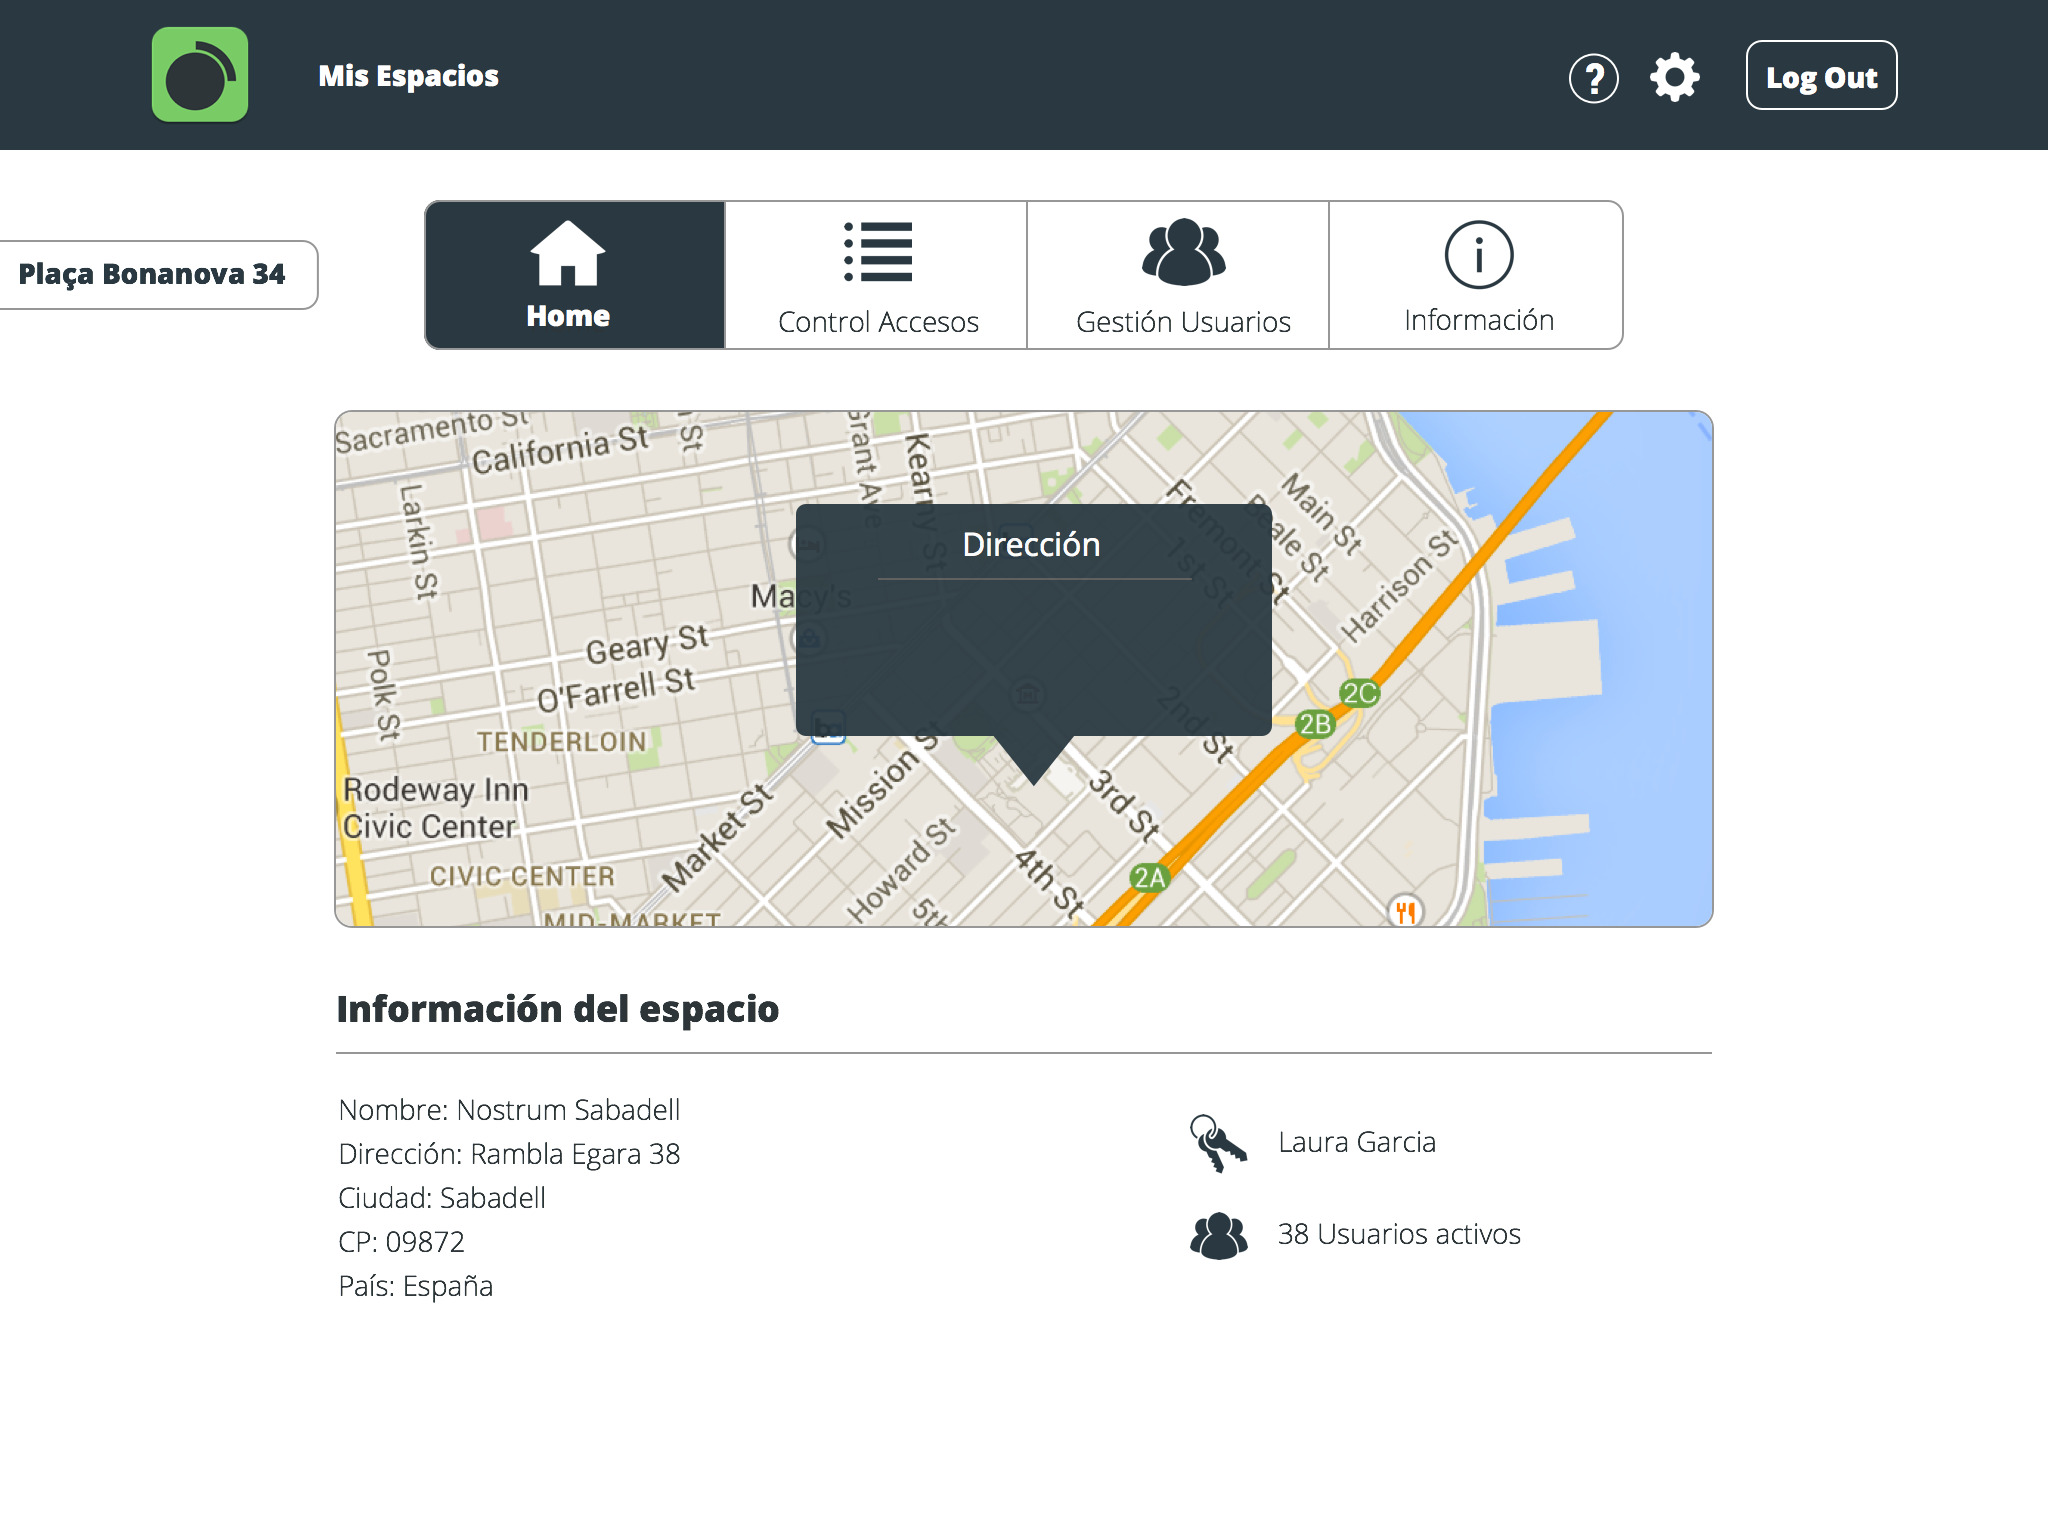 Mis Espacios
?
Log Out
Plaça Bonanova 34
Home
Control Accesos
Gestión Usuarios
i
Información
Sacramento St
California St
St
Grant Ave
Kearny St
Larkin St
Fremont St
Main St
Beale St
1st St
Harrison St
Dirección
Macy's
Geary St
O'Farrell St
Polk St
TENDERLOIN
2nd St
2C
2B
Rodeway Inn
Civic Center
Market St
Mission St
3rd St
Howard St
4th St
2A
CIVIC CENTER
5th
MID-MARKET
Información del espacio
Nombre: Nostrum Sabadell
Dirección: Rambla Egara 38
Ciudad: Sabadell
CP: 09872
País: España
Laura Garcia
38 Usuarios activos